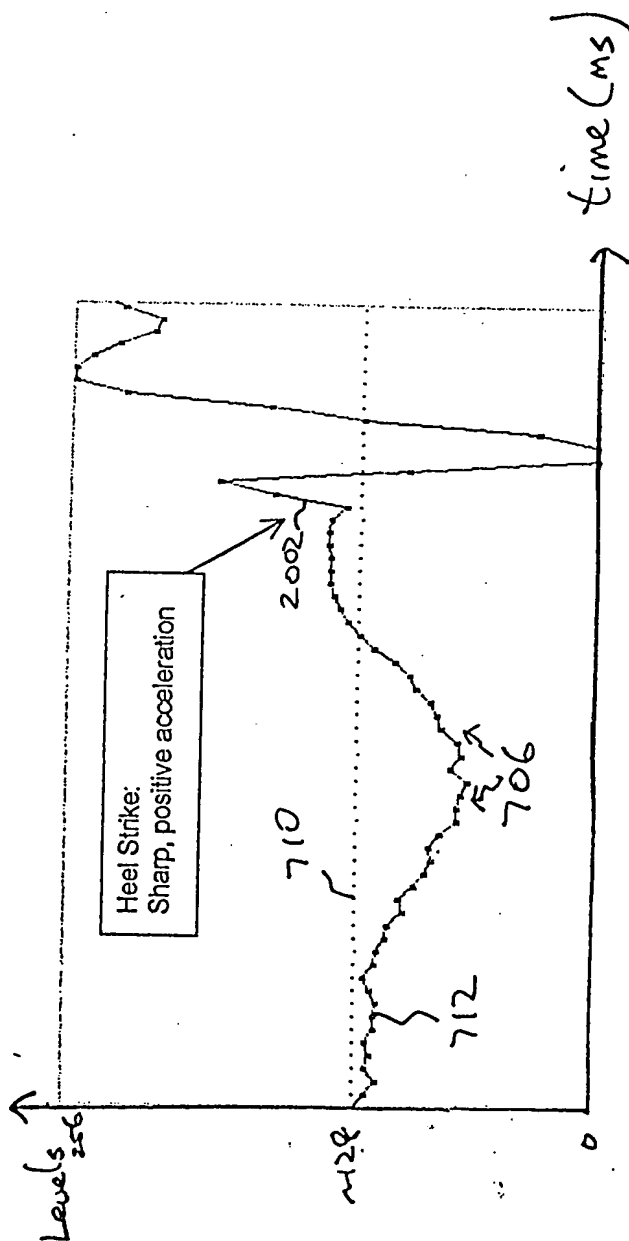 Levels
256
Heel Strike:
Sharp, positive acceleration
2002
710
~128
712
706
0
time (ms)